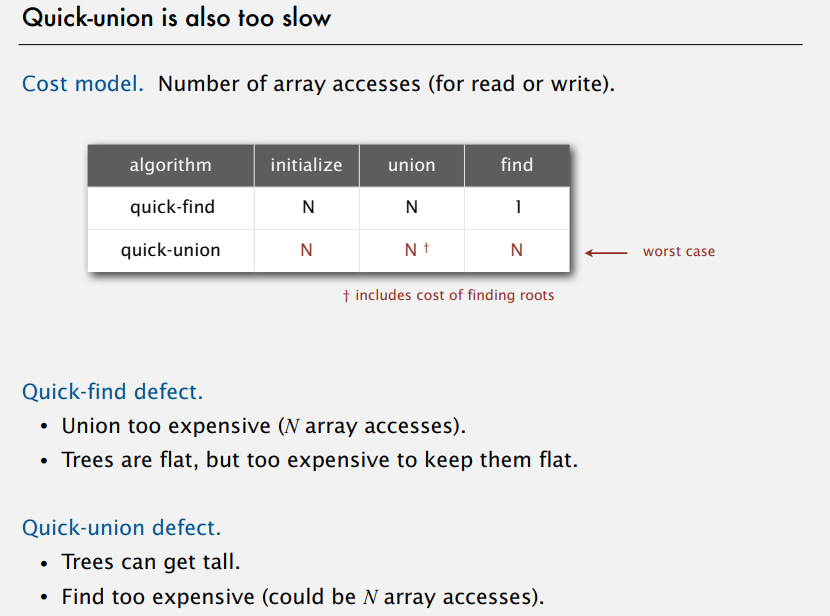 Quick-union is also too slow
Cost model. Number of array accesses (for read or write).
algorithm initialize union find
quick-find N N 1
quick-union N N † N
worst case
† includes cost of finding roots
Quick-find defect.
• Union too expensive (N array accesses).
• Trees are flat, but too expensive to keep them flat.
Quick-union defect.
• Trees can get tall.
• Find too expensive (could be N array accesses).